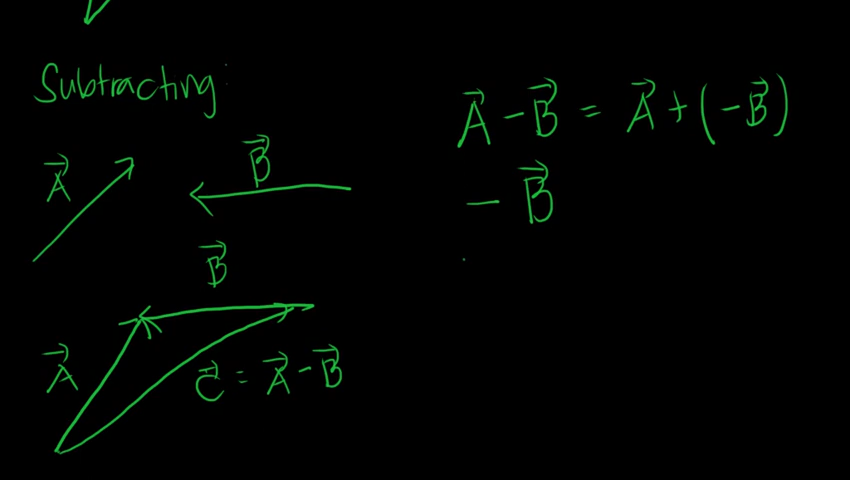 Subtracting:
A⃗ - B⃗ = A⃗ + (-B⃗)
A⃗
B⃗
- B⃗
B⃗
A⃗
C⃗ = A⃗ - B⃗